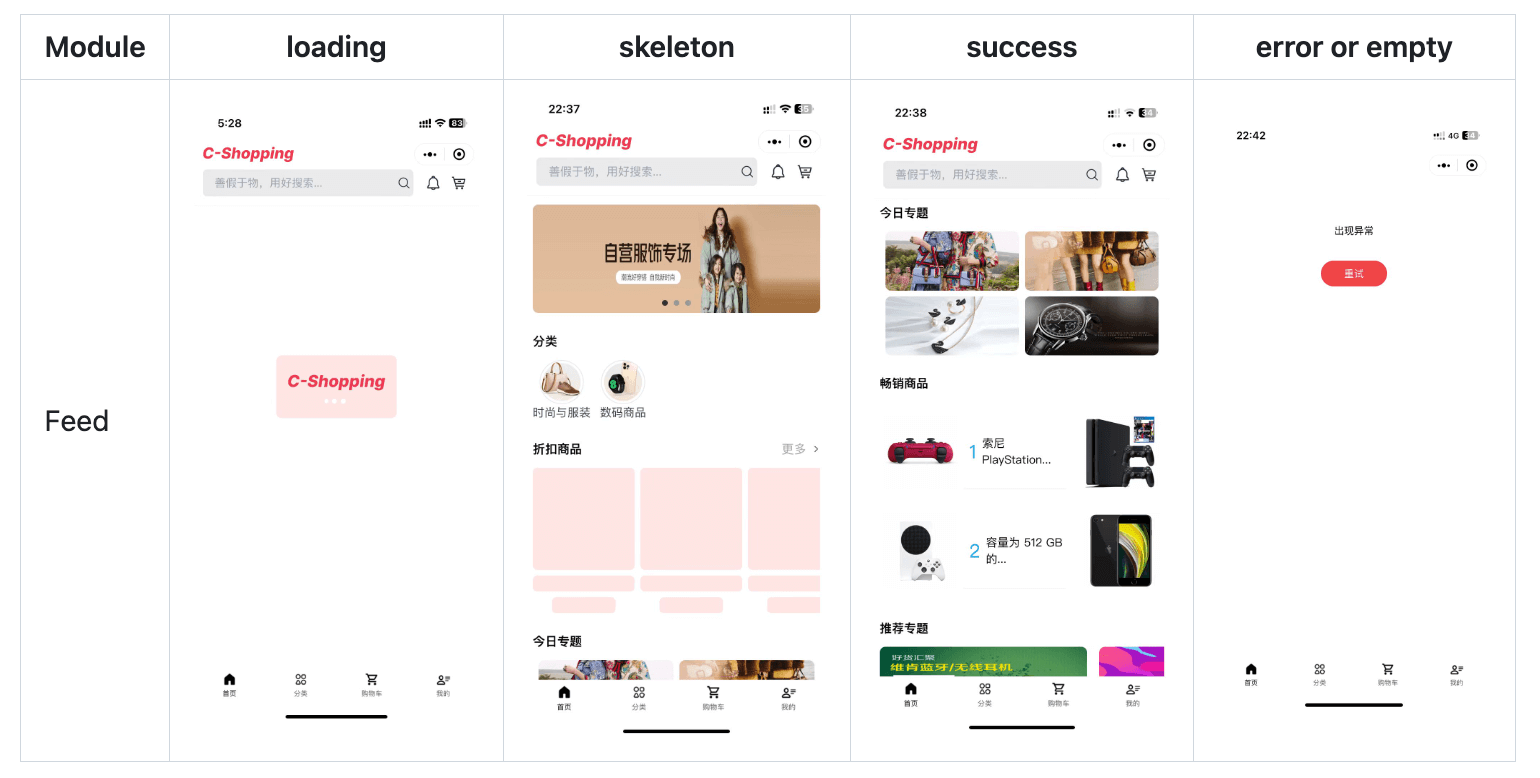 Module
loading
skeleton
success
error or empty
Feed
5:28
83
C-Shopping
善假于物，用好搜索...
C-Shopping
首页
分类
购物车
我的
22:37
35
C-Shopping
善假于物，用好搜索...
自营服饰专场
分类
时尚与服装
数码商品
折扣商品
更多
今日专题
首页
分类
购物车
我的
22:38
34
C-Shopping
善假于物，用好搜索...
今日专题
畅销商品
1
索尼
PlayStation...
2
容量为 512 GB
的...
推荐专题
好货汇聚
维肯蓝牙/无线耳机
首页
分类
购物车
我的
22:42
4G
34
出现异常
重试
首页
分类
购物车
我的